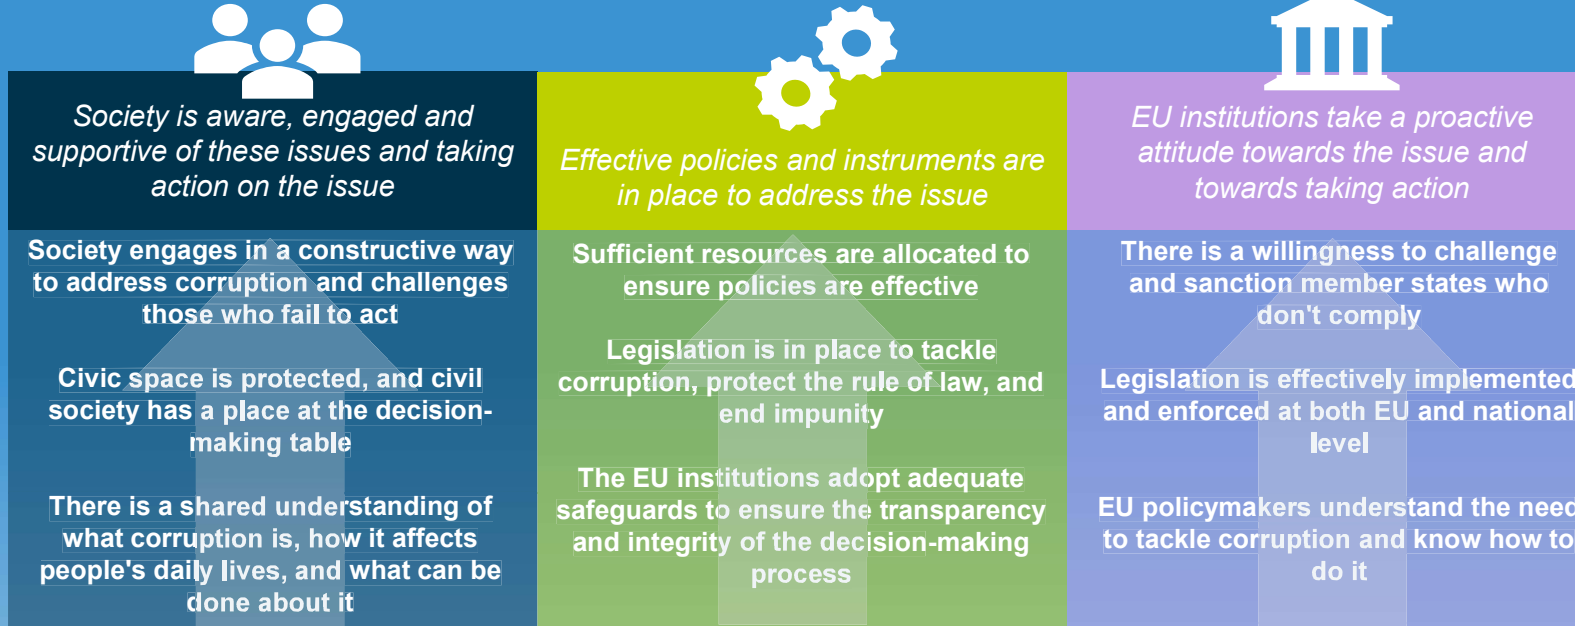 Society is aware, engaged and
supportive of these issues and taking
action on the issue
Society engages in a constructive way
to address corruption and challenges
those who fail to act
Civic space is protected, and civil
society has a place at the decision-
making table
There is a shared understanding of
what corruption is, how it affects
people's daily lives, and what can be
done about it
Effective policies and instruments are
in place to address the issue
Sufficient resources are allocated to
ensure policies are effective
Legislation is in place to tackle
corruption, protect the rule of law, and
end impunity
The EU institutions adopt adequate
safeguards to ensure the transparency
and integrity of the decision-making
process
EU institutions take a proactive
attitude towards the issue and
towards taking action
There is a willingness to challenge
and sanction member states who
don't comply
Legislation is effectively implemented
and enforced at both EU and national
level
EU policymakers understand the need
to tackle corruption and know how to
do it